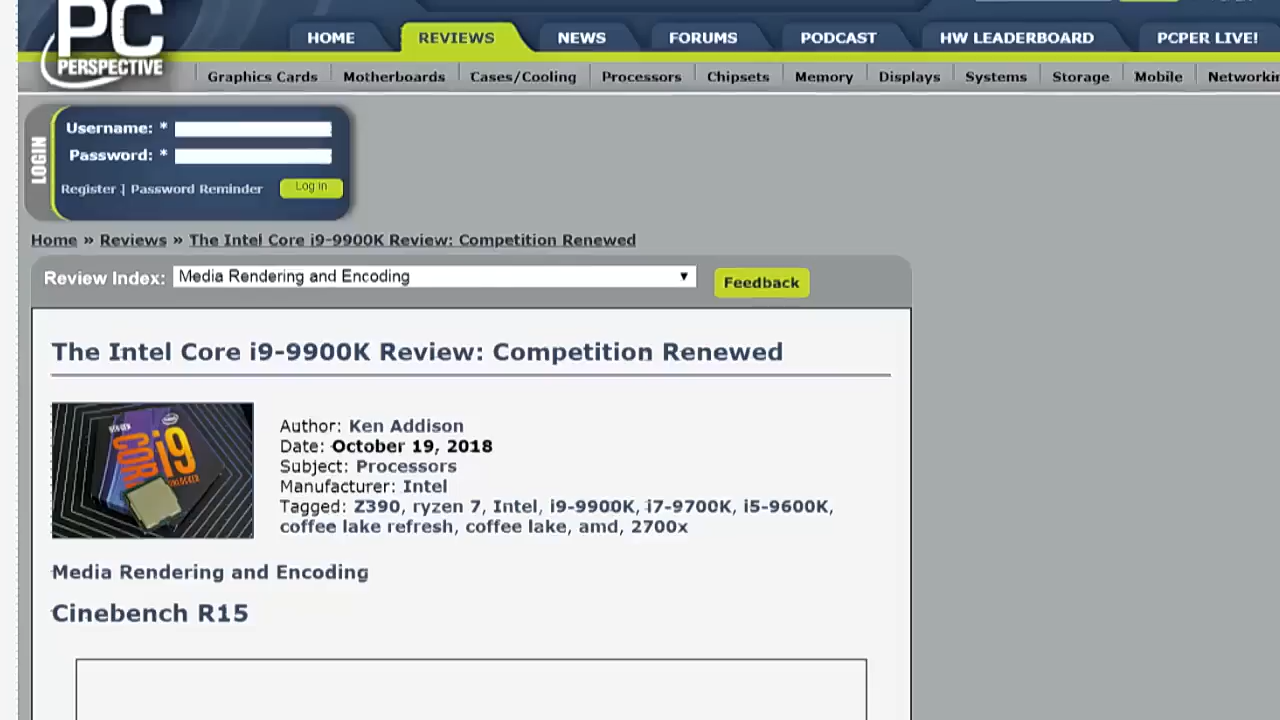 PC
PERSPECTIVE
HOME REVIEWS NEWS FORUMS PODCAST HW LEADERBOARD PCPER LIVE!
Graphics Cards Motherboards Cases/Cooling Processors Chipsets Memory Displays Systems Storage Mobile
LOGIN
Username: *
Password: *
Register | Password Reminder Log in
Home » Reviews » The Intel Core i9-9900K Review: Competition Renewed
Review Index: Media Rendering and Encoding Feedback
The Intel Core i9-9900K Review: Competition Renewed
CORE i9
Author: Ken Addison
Date: October 19, 2018
Subject: Processors
Manufacturer: Intel
Tagged: Z390, ryzen 7, Intel, i9-9900K, i7-9700K, i5-9600K,
coffee lake refresh, coffee lake, amd, 2700x
Media Rendering and Encoding
Cinebench R15